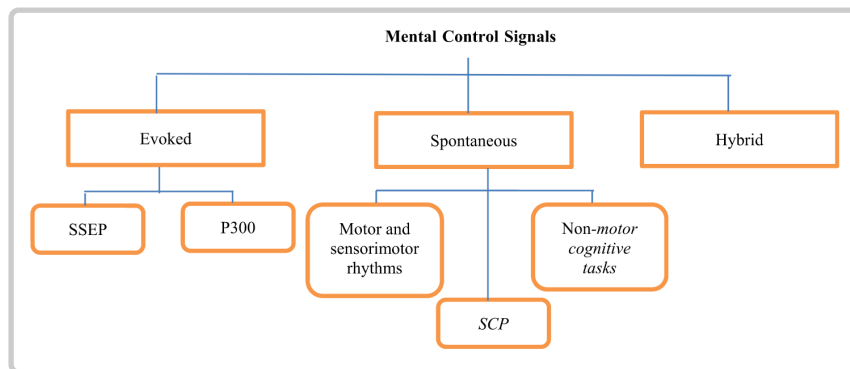 Mental Control Signals
Evoked
Spontaneous
Hybrid
SSEP
P300
Motor and
sensorimotor
rhythms
Non-motor
cognitive
tasks
SCP